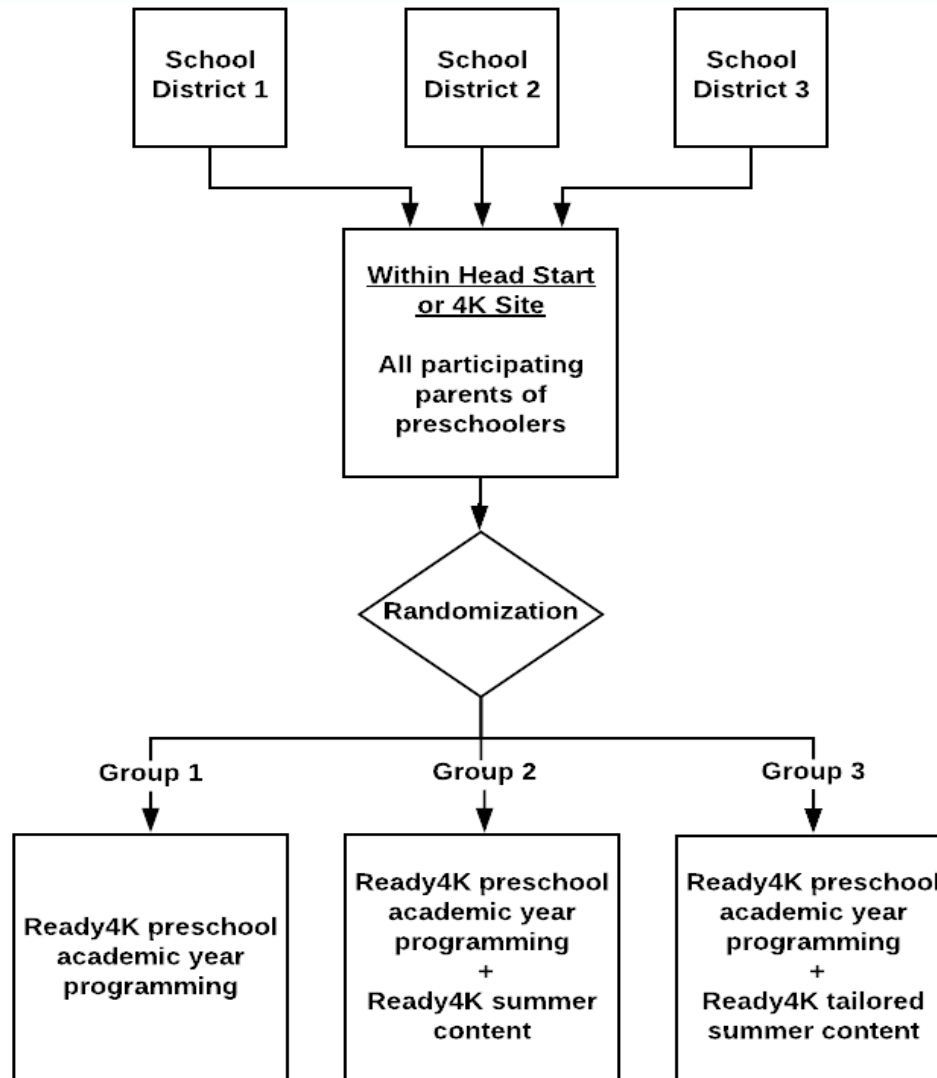 School
District 1
School
District 2
School
District 3
Within Head Start
or 4K Site
All participating
parents of
preschoolers
Randomization
Group 1
Group 2
Group 3
Ready4K preschool
academic year
programming
Ready4K preschool
academic year
programming
+
Ready4K summer
content
Ready4K preschool
academic year
programming
+
Ready4K tailored
summer content